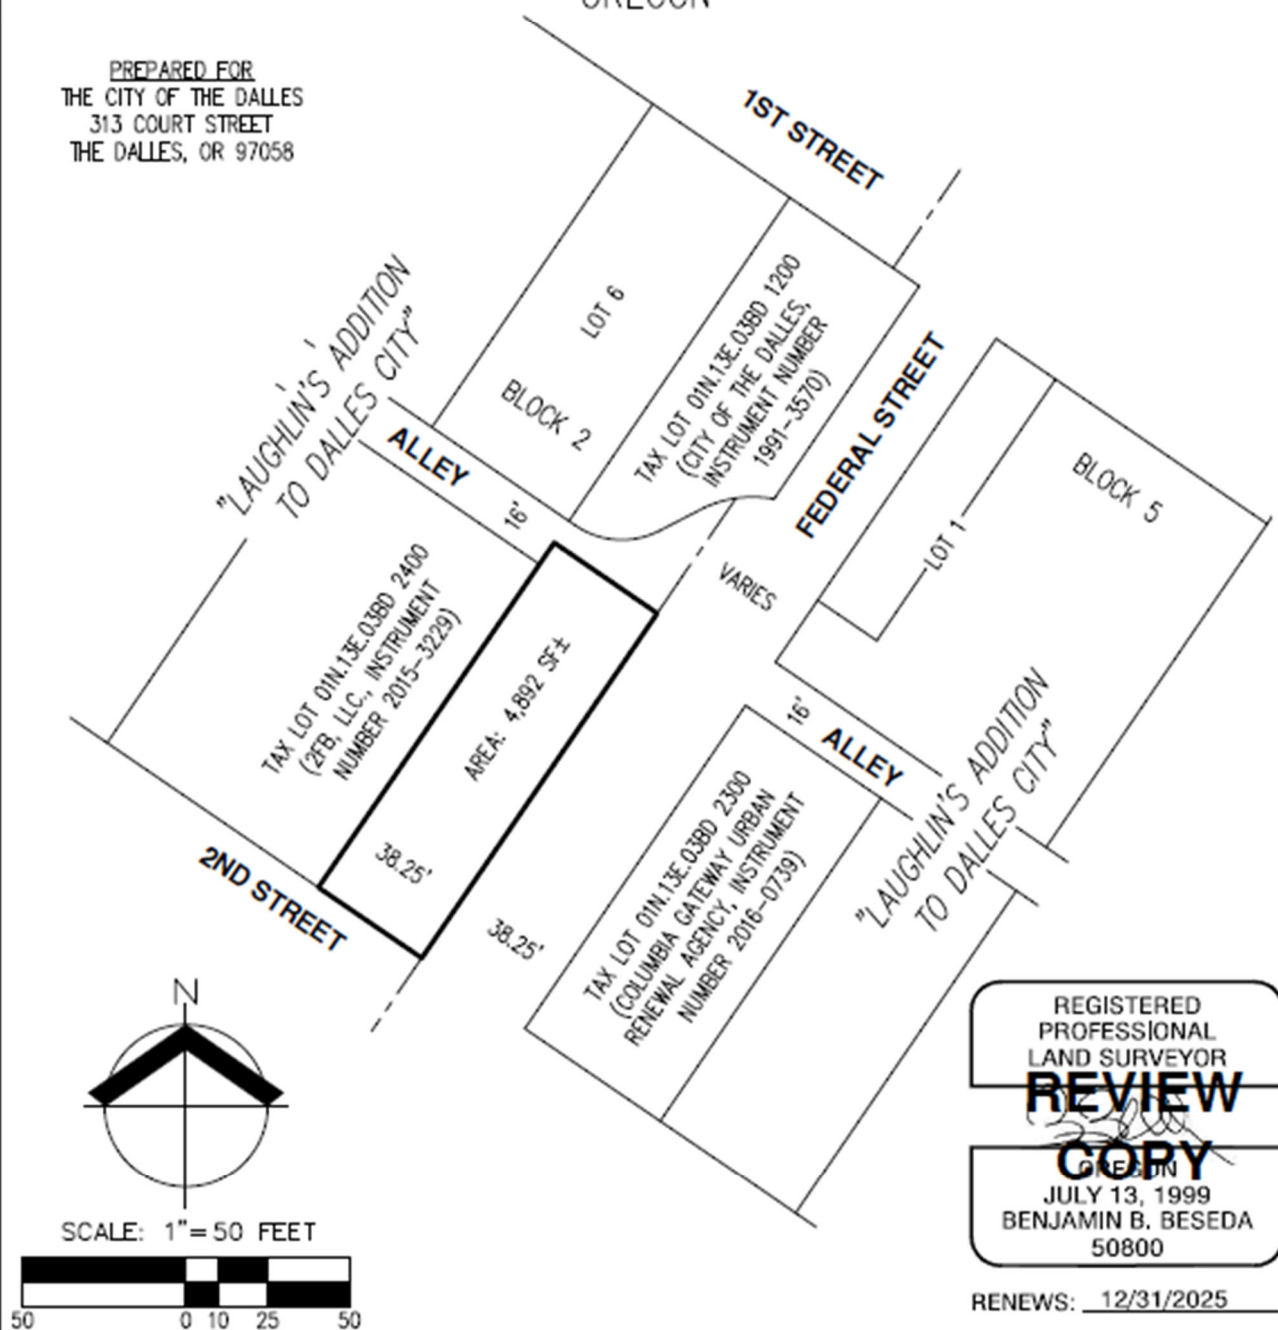 OREGON
PREPARED FOR
THE CITY OF THE DALLES
313 COURT STREET
THE DALLES, OR 97058
1ST STREET
LOT 6
BLOCK 2
TAX LOT 01N.13E.03BD 1200
(CITY OF THE DALLES,
INSTRUMENT NUMBER
1991-3570)
"LAUGHLIN'S ADDITION
TO DALLES CITY"
ALLEY
16'
FEDERAL STREET
VARIES
LOT 1
BLOCK 5
TAX LOT 01N.13E.03BD 2400
(2FB, LLC., INSTRUMENT
NUMBER 2015-3229)
AREA: 4,892 SF±
38.25'
2ND STREET
38.25'
16'
ALLEY
TAX LOT 01N.13E.03BD 2300
(COLUMBIA GATEWAY URBAN
RENEWAL AGENCY, INSTRUMENT
NUMBER 2016-0739)
"LAUGHLIN'S ADDITION
TO DALLES CITY"
N
SCALE: 1"=50 FEET
50 0 10 25 50
REGISTERED
PROFESSIONAL
LAND SURVEYOR
REVIEW
COPY
OREGON
JULY 13, 1999
BENJAMIN B. BESEDA
50800
RENEWS: 12/31/2025